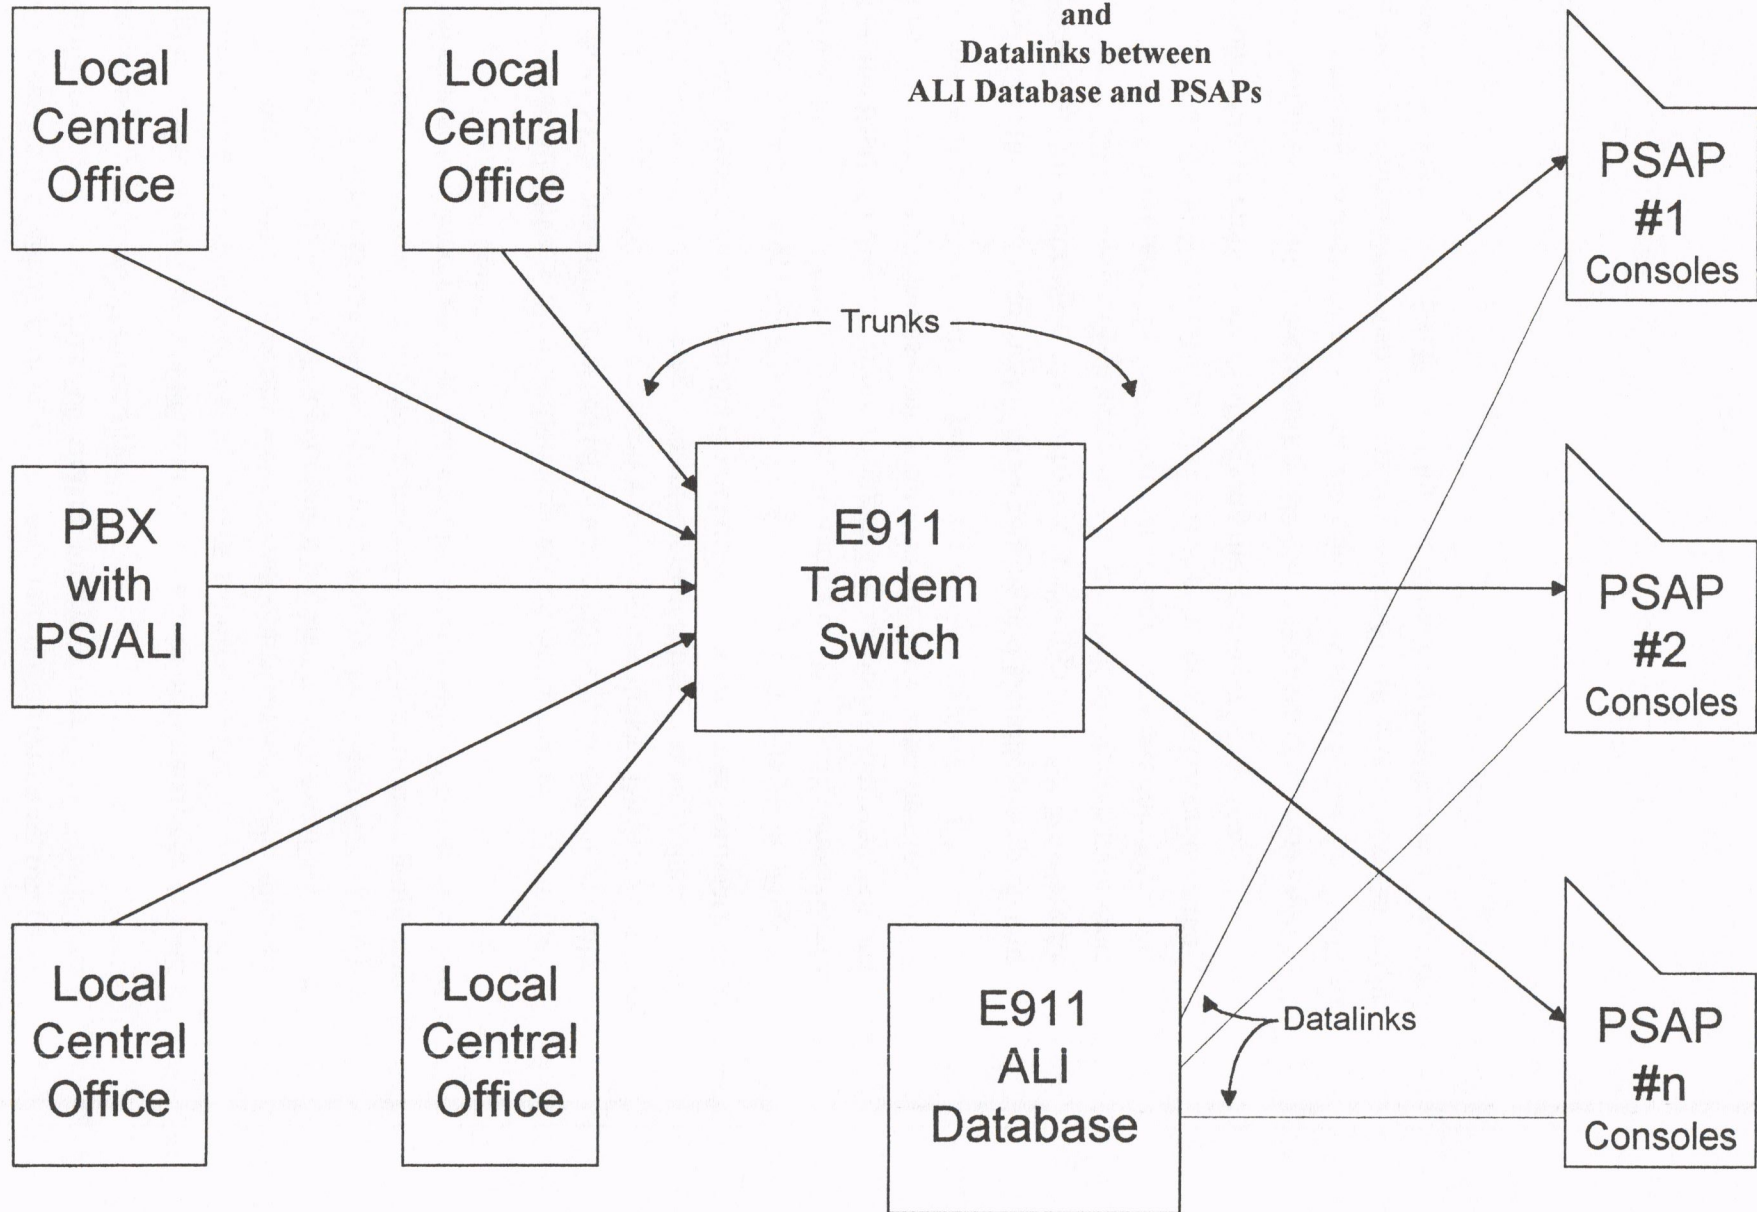 and
Datalinks between
ALI Database and PSAPs
Local
Central
Office
Local
Central
Office
PSAP
#1
Consoles
Trunks
PBX
with
PS/ALI
E911
Tandem
Switch
PSAP
#2
Consoles
Local
Central
Office
Local
Central
Office
E911
ALI
Database
Datalinks
PSAP
#n
Consoles